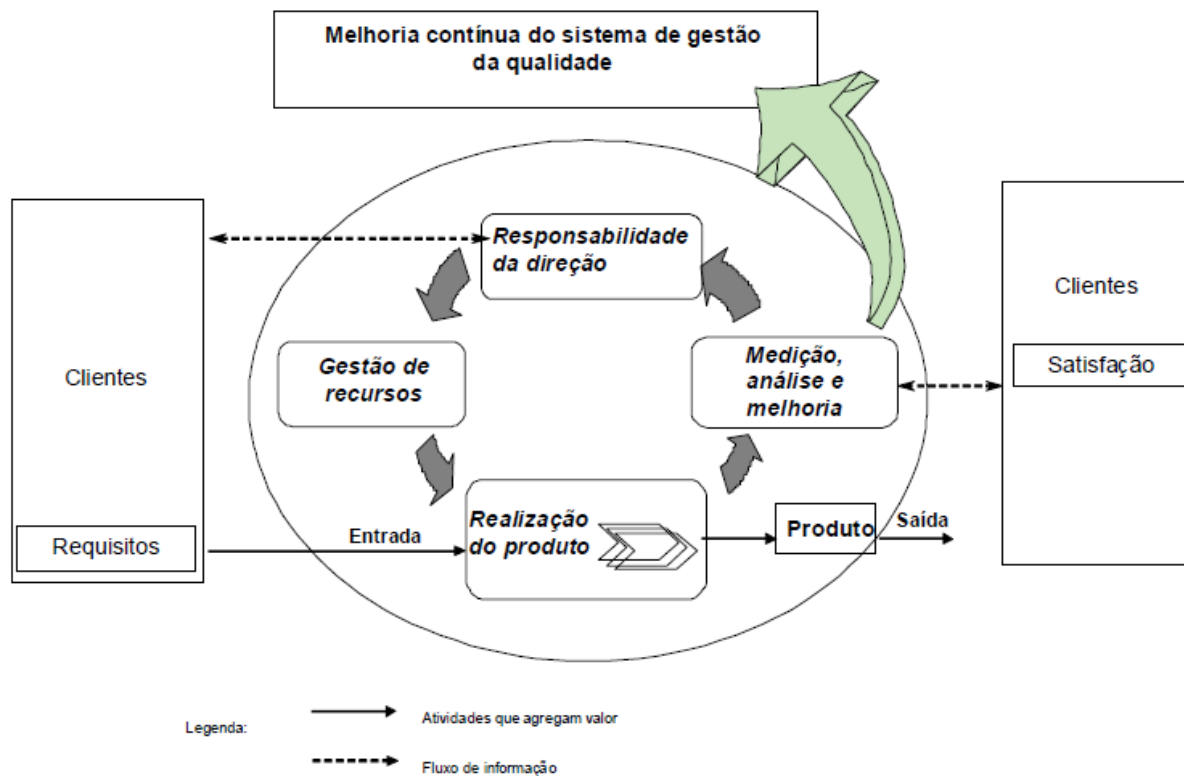 Melhoria contínua do sistema de gestão
da qualidade
Clientes
Requisitos
Responsabilidade
da direção
Gestão de
recursos
Medição,
análise e
melhoria
Entrada
Realização
do produto
Produto
Saída
Clientes
Satisfação
Legenda:
Atividades que agregam valor
Fluxo de informação